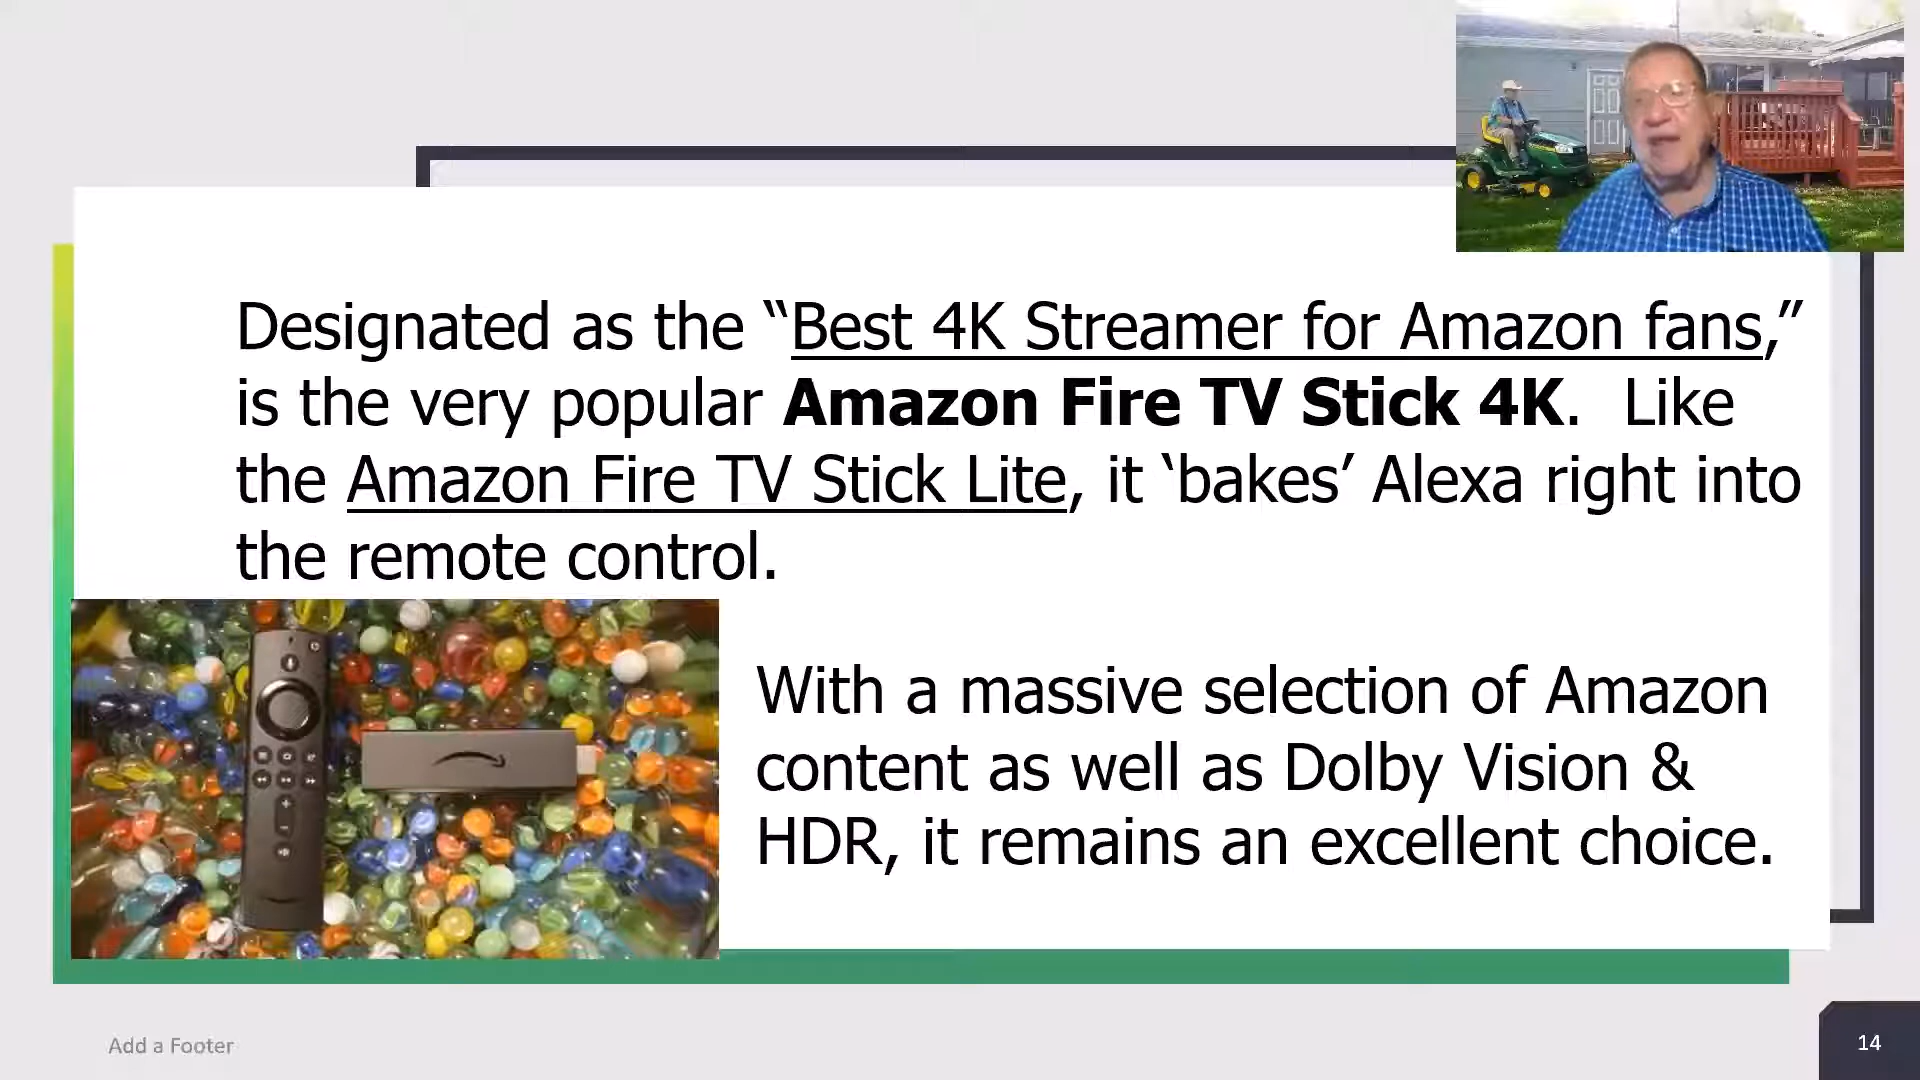 Designated as the “Best 4K Streamer for Amazon fans,”
is the very popular Amazon Fire TV Stick 4K.  Like
the Amazon Fire TV Stick Lite, it ‘bakes’ Alexa right into
the remote control.
With a massive selection of Amazon
content as well as Dolby Vision &
HDR, it remains an excellent choice.
Add a Footer
14